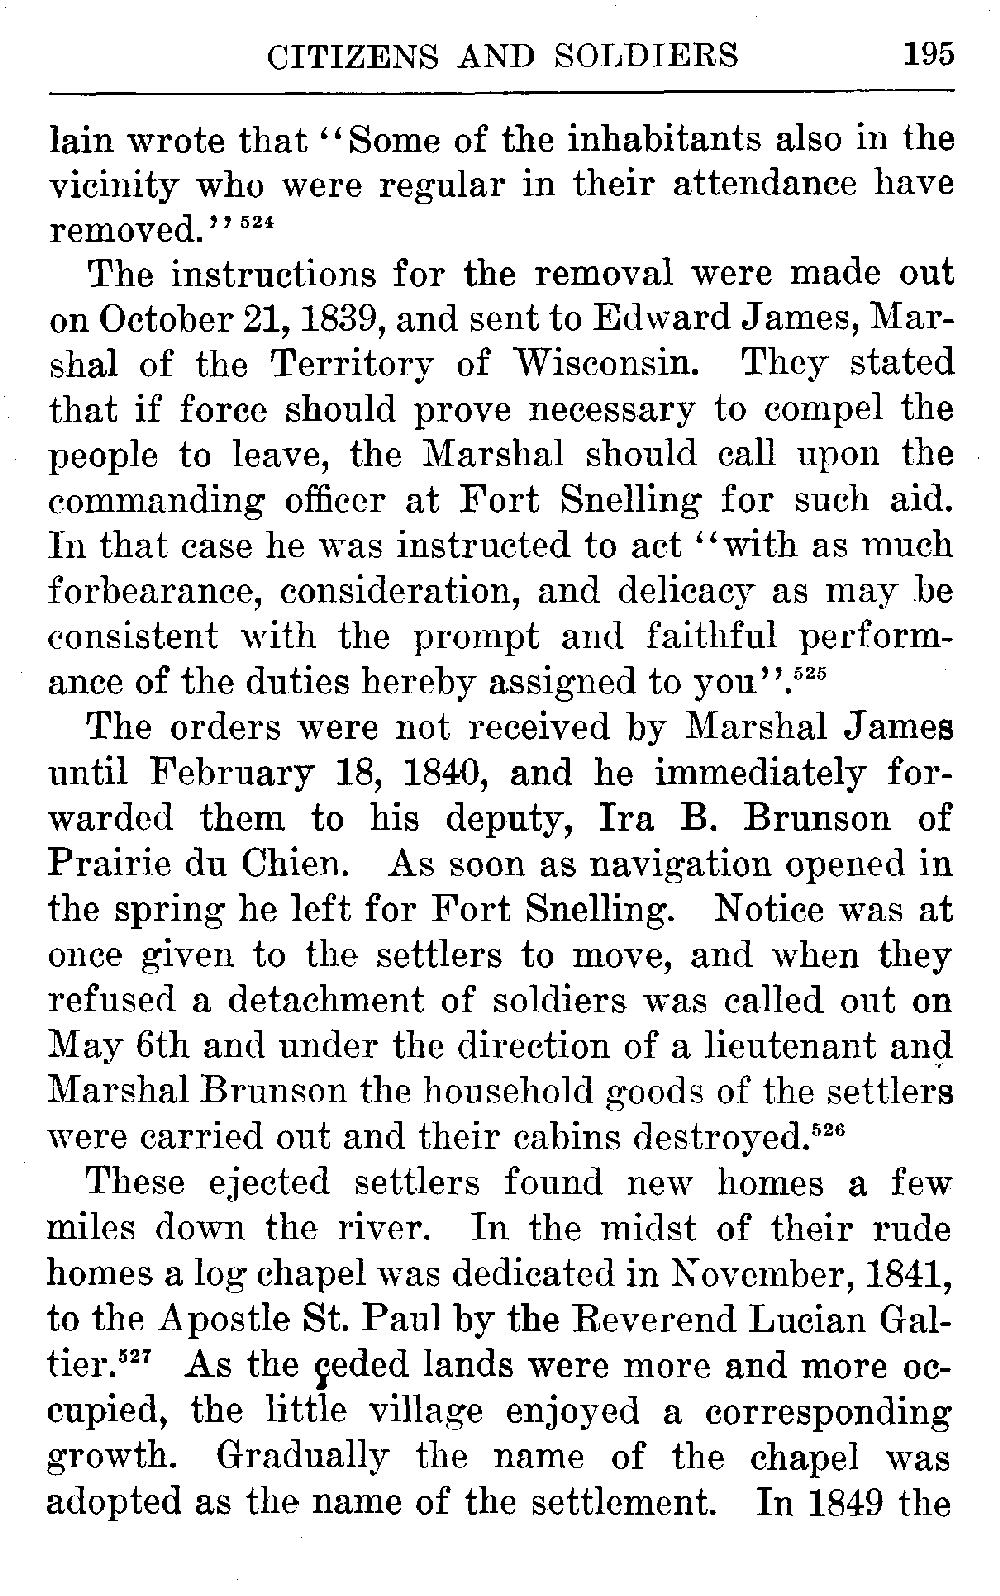 CITIZENS AND SOLDIERS 195
lain wrote that "Some of the inhabitants also in the
vicinity who were regular in their attendance have
removed."⁵²⁴
The instructions for the removal were made out
on October 21, 1839, and sent to Edward James, Mar-
shal of the Territory of Wisconsin. They stated
that if force should prove necessary to compel the
people to leave, the Marshal should call upon the
commanding officer at Fort Snelling for such aid.
In that case he was instructed to act "with as much
forbearance, consideration, and delicacy as may be
consistent with the prompt and faithful perform-
ance of the duties hereby assigned to you".⁵²⁵
The orders were not received by Marshal James
until February 18, 1840, and he immediately for-
warded them to his deputy, Ira B. Brunson of
Prairie du Chien. As soon as navigation opened in
the spring he left for Fort Snelling. Notice was at
once given to the settlers to move, and when they
refused a detachment of soldiers was called out on
May 6th and under the direction of a lieutenant and
Marshal Brunson the household goods of the settlers
were carried out and their cabins destroyed.⁵²⁶
These ejected settlers found new homes a few
miles down the river. In the midst of their rude
homes a log chapel was dedicated in November, 1841,
to the Apostle St. Paul by the Reverend Lucian Gal-
tier.⁵²⁷ As the ceded lands were more and more oc-
cupied, the little village enjoyed a corresponding
growth. Gradually the name of the chapel was
adopted as the name of the settlement. In 1849 the